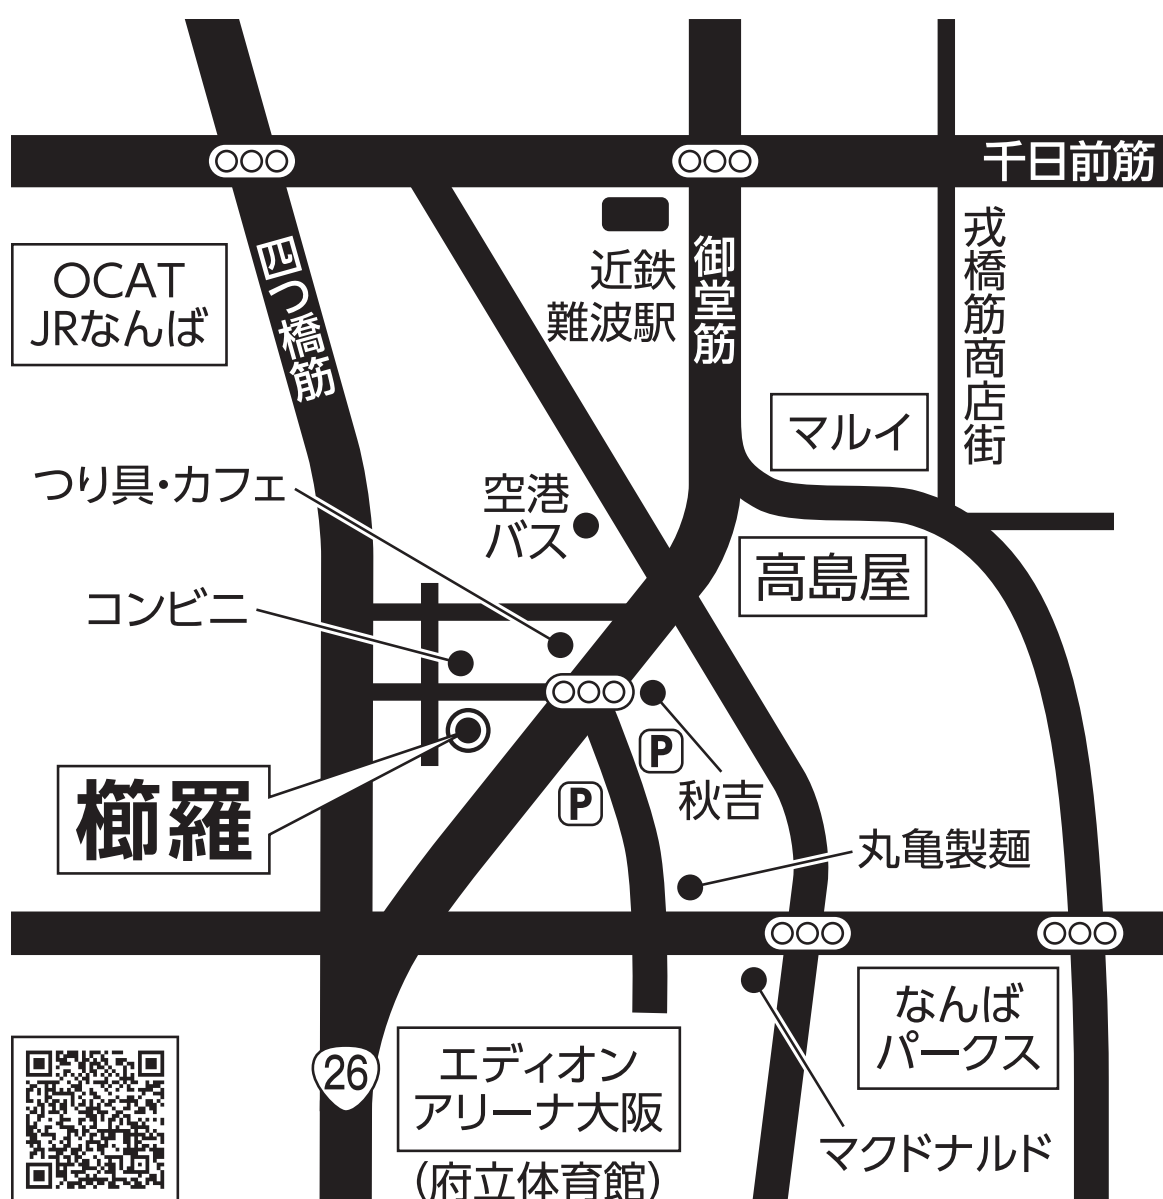 千日前筋
四つ橋筋
御堂筋
戎橋筋商店街
近鉄
難波駅
OCAT
JRなんば
マルイ
つり具・カフェ
空港
バス
高島屋
コンビニ
P
P
櫛羅
秋吉
丸亀製麺
なんば
パークス
26
エディオン
アリーナ大阪
(府立体育館)
マクドナルド